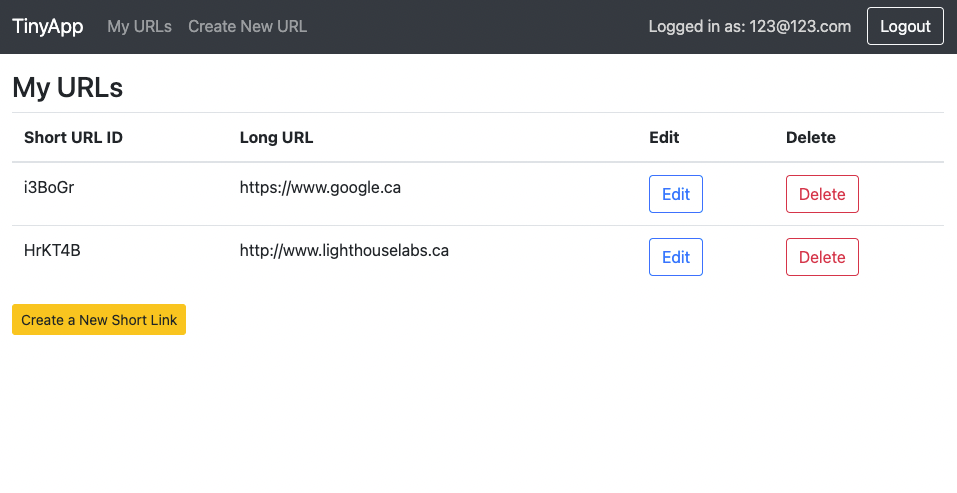 TinyApp My URLs Create New URL Logged in as: 123@123.com Logout
My URLs
Short URL ID Long URL Edit Delete
i3BoGr https://www.google.ca Edit Delete
HrKT4B http://www.lighthouselabs.ca Edit Delete
Create a New Short Link